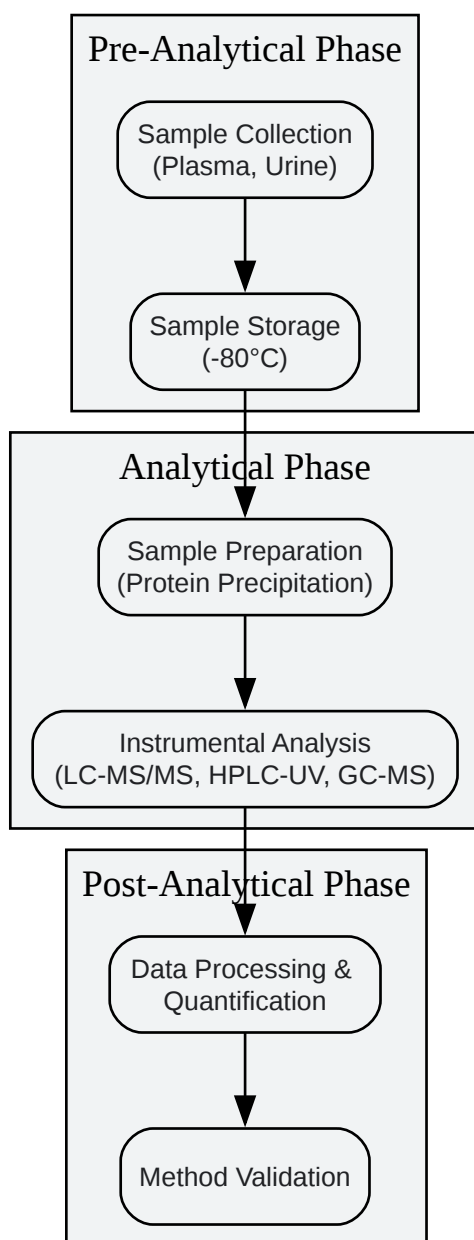 Pre-Analytical Phase
Sample Collection
(Plasma, Urine)
Sample Storage
(-80°C)
Analytical Phase
Sample Preparation
(Protein Precipitation)
Instrumental Analysis
(LC-MS/MS, HPLC-UV, GC-MS)
Post-Analytical Phase
Data Processing &
Quantification
Method Validation